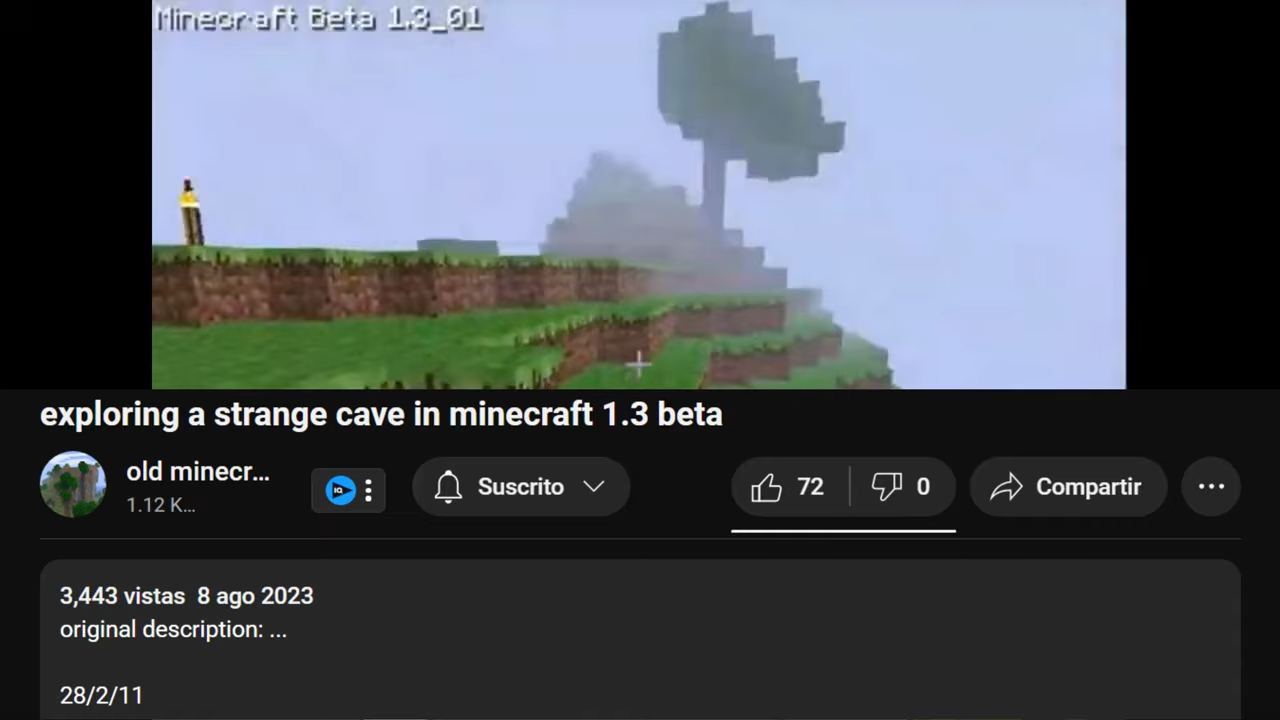 Minecraft Beta 1.3_01
exploring a strange cave in minecraft 1.3 beta
old minecr...
1.12 K...
IQ
Suscrito
72
0
Compartir
3,443 vistas 8 ago 2023
original description: ...
28/2/11